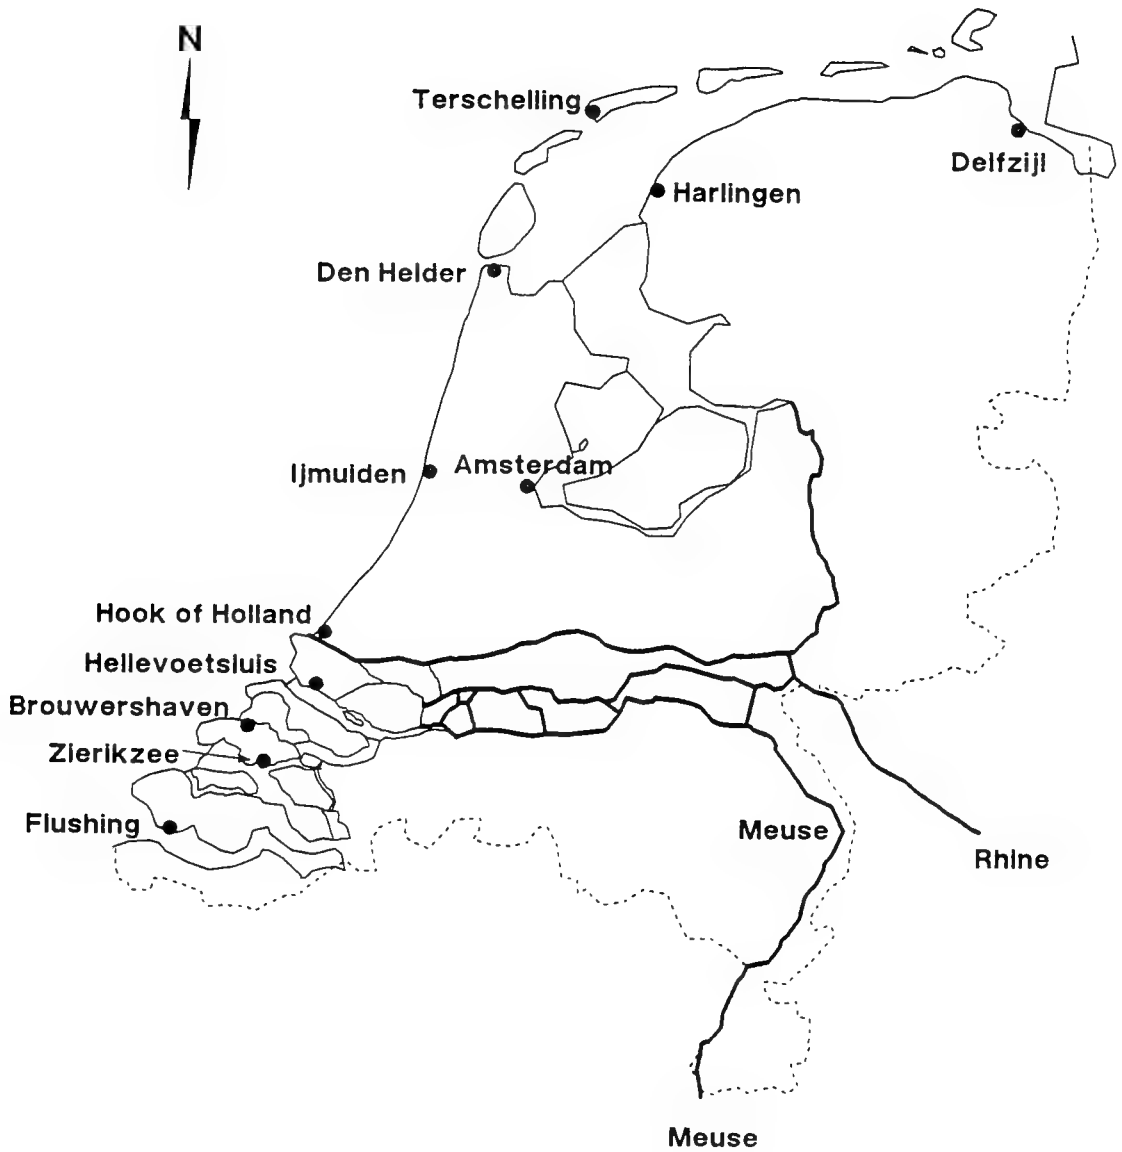 N
Terschelling
Delfzijl
Harlingen
Den Helder
Ijmuiden
Amsterdam
Hook of Holland
Hellevoetsluis
Brouwershaven
Zierikzee
Flushing
Meuse
Rhine
Meuse